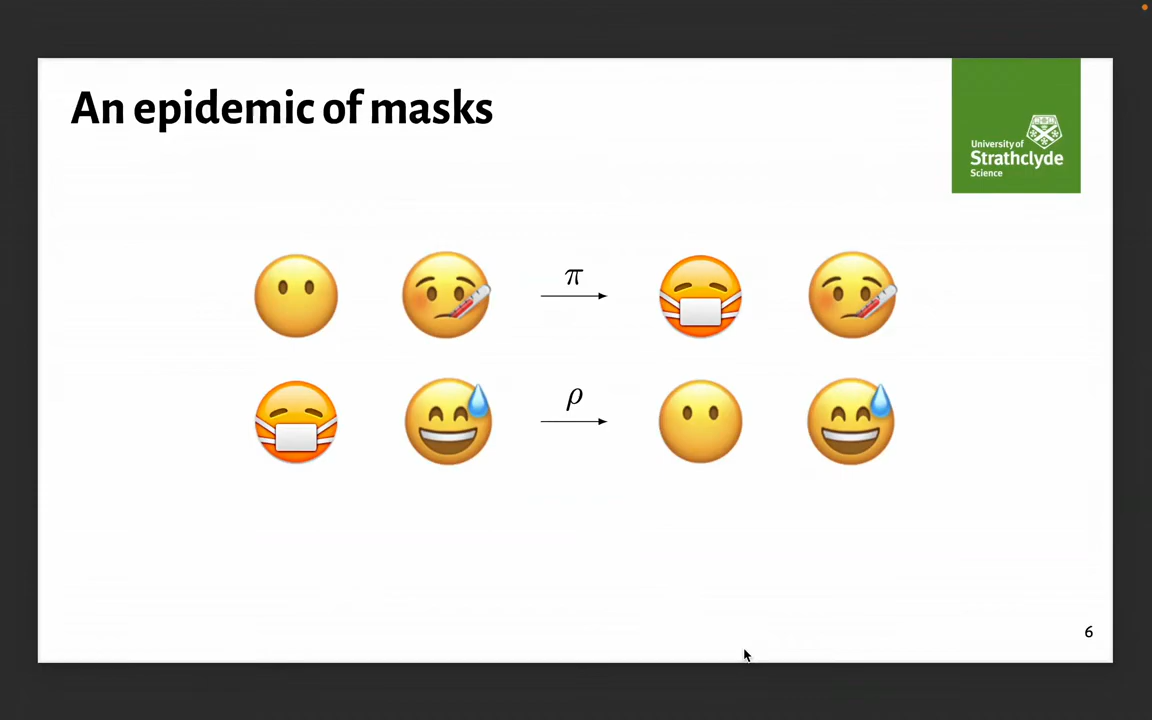 An epidemic of masks
University of
Strathclyde
Science
π
ρ
6